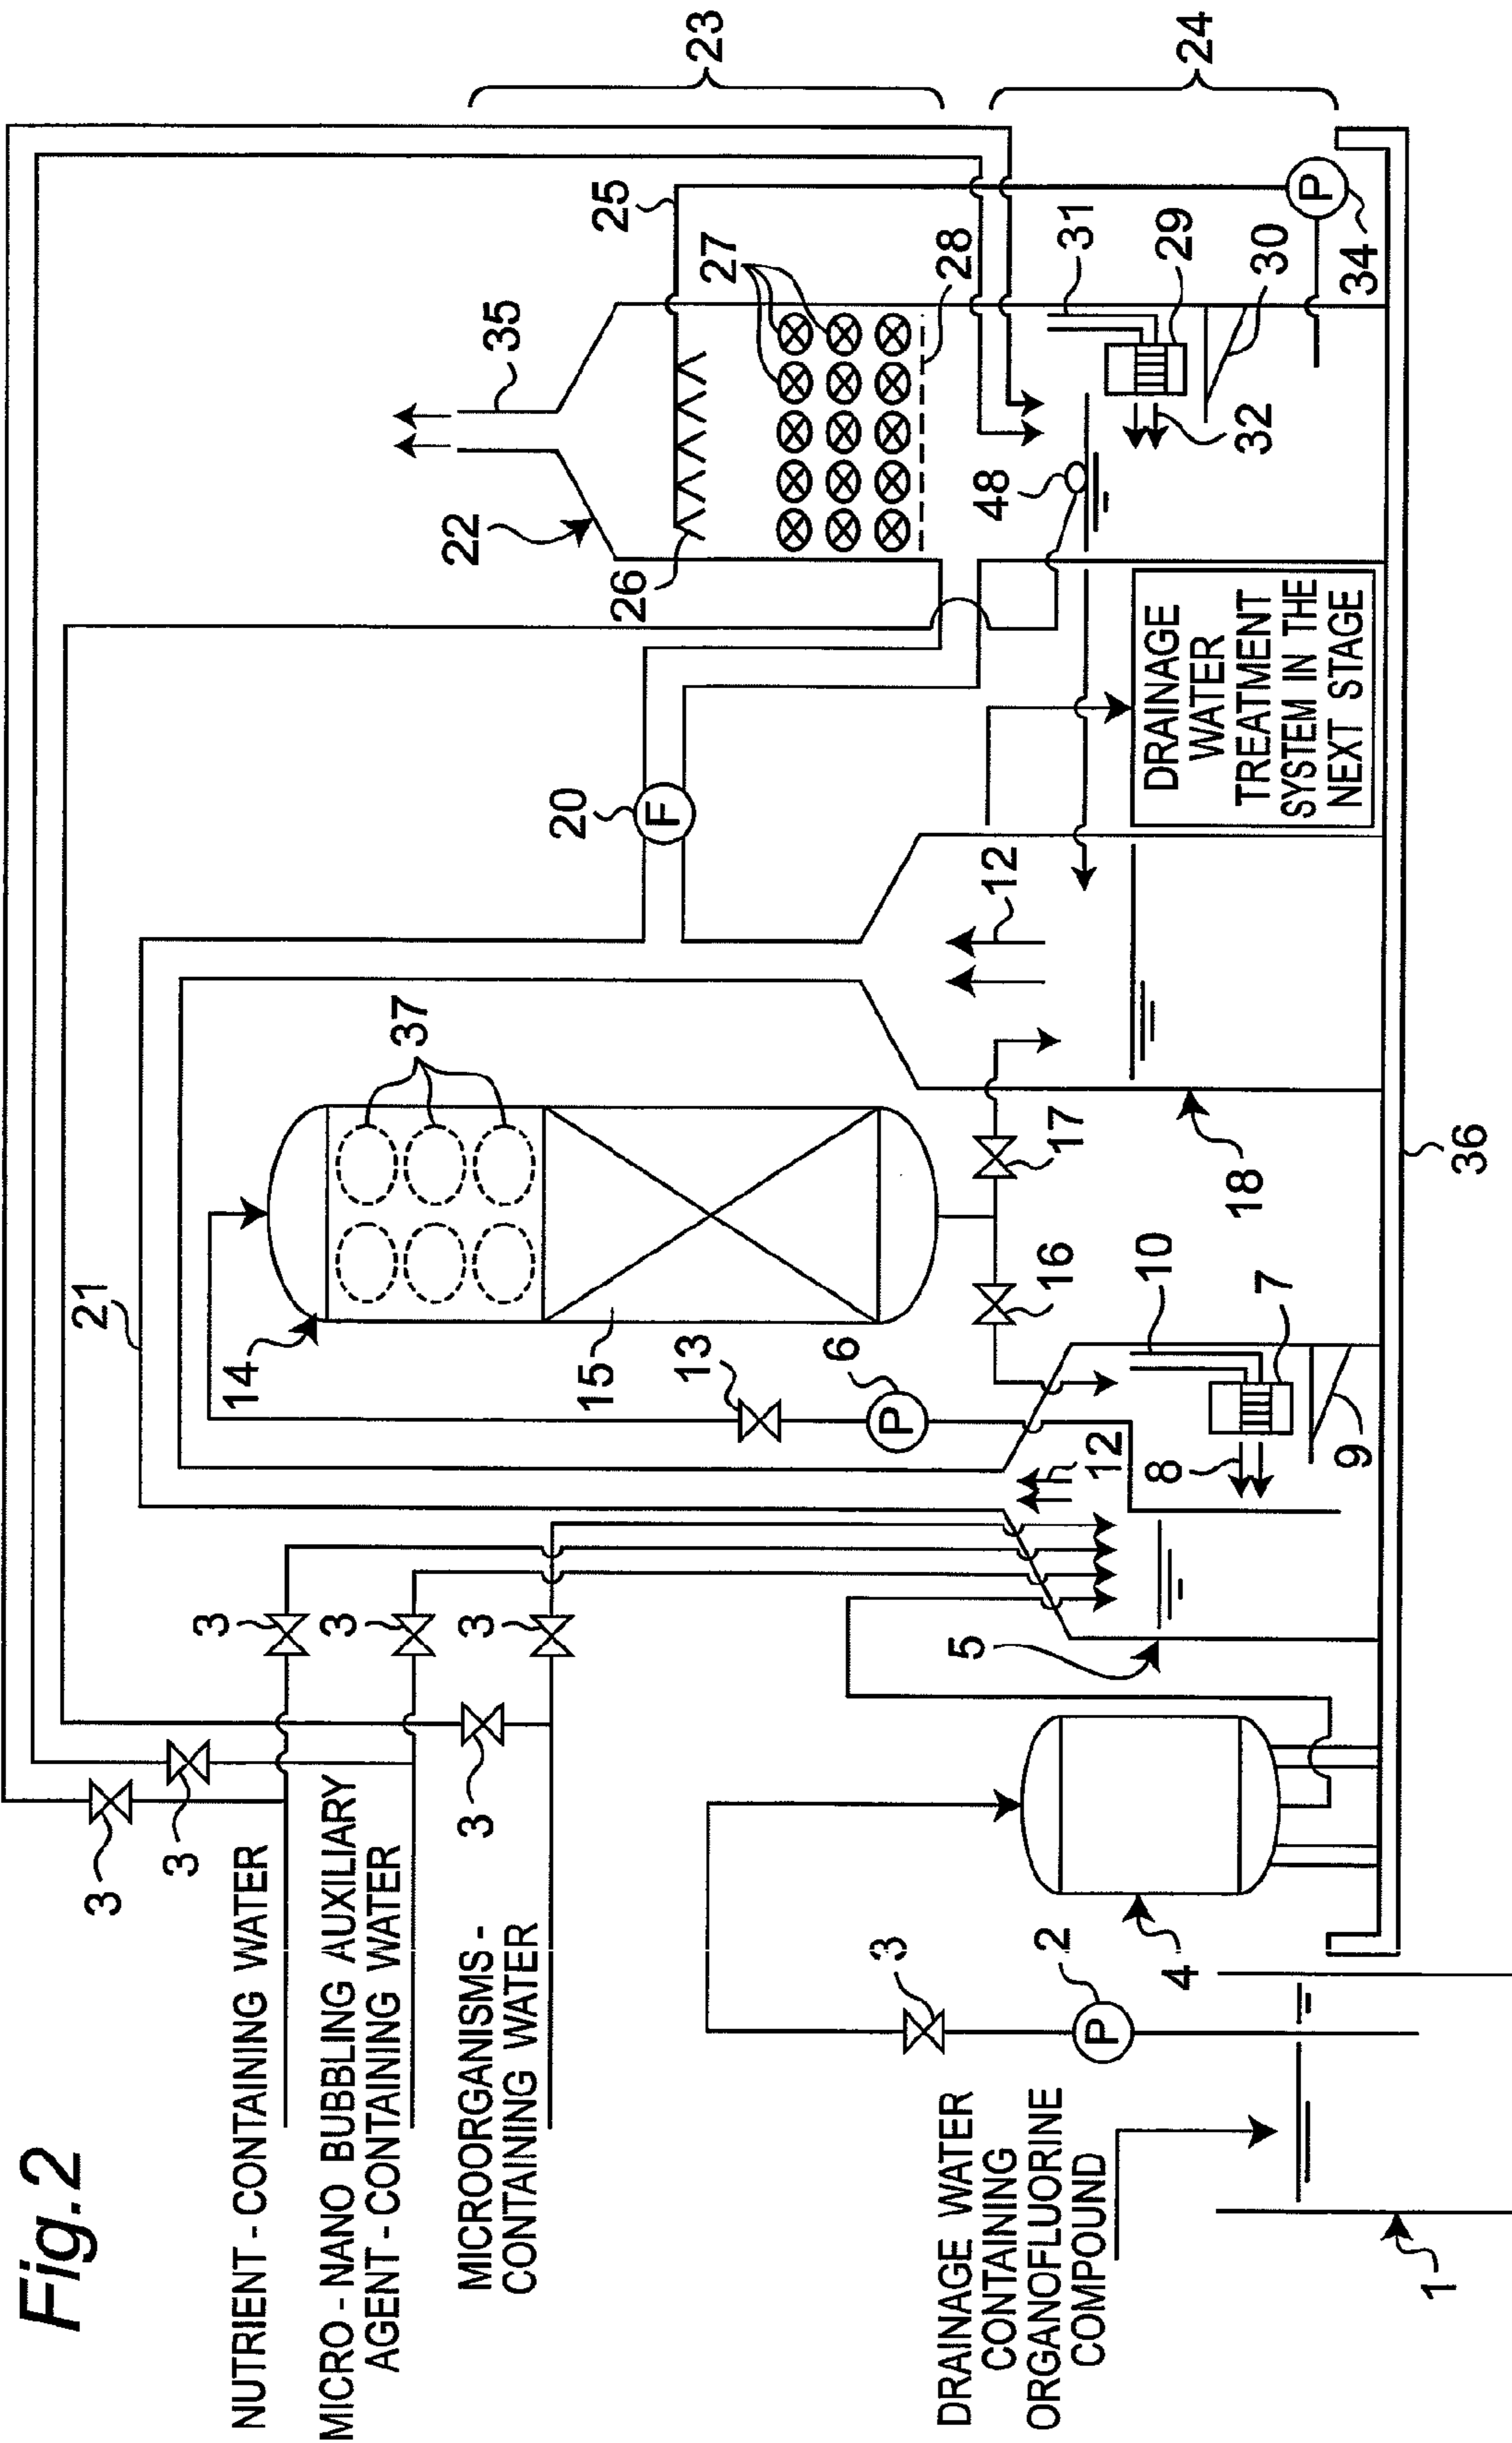 Fig.2
NUTRIENT - CONTAINING WATER
MICRO - NANO BUBBLING AUXILIARY
AGENT - CONTAINING WATER
MICROORGANISMS -
CONTAINING WATER
DRAINAGE WATER
CONTAINING
ORGANOFLUORINE
COMPOUND
1
2
P
3
4
3
3
3
3
3
3
5
21
12
8
9
7
10
6
P
13
14
15
16
17
37
18
36
12
20
F
DRAINAGE
WATER
TREATMENT
SYSTEM IN THE
NEXT STAGE
22
35
26
25
27
28
48
31
29
30
32
34
P
23
24